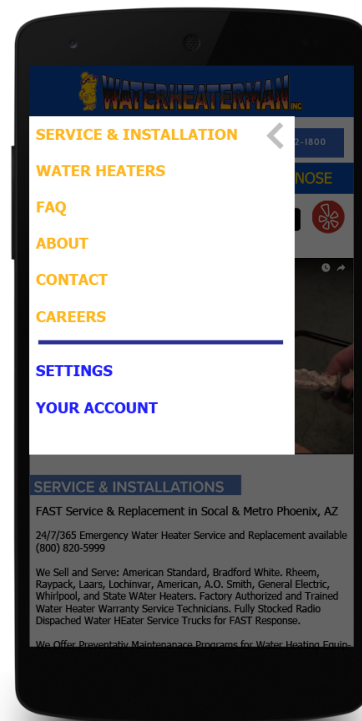 WATERHEATERMAN INC
SERVICE & INSTALLATION
2-1800
WATER HEATERS
NOSE
FAQ
ABOUT
CONTACT
CAREERS
SETTINGS
YOUR ACCOUNT
SERVICE & INSTALLATIONS
FAST Service & Replacement in Socal & Metro Phoenix, AZ
24/7/365 Emergency Water Heater Service and Replacement available
(800) 820-5999
We Sell and Serve: American Standard, Bradford White. Rheem,
Raypack, Laars, Lochinvar, American, A.O. Smith, General Electric,
Whirlpool, and State WAter Heaters. Factory Authorized and Trained
Water Heater Warranty Service Technicians. Fully Stocked Radio
Dispached Water HEater Service Trucks for FAST Response.
We Offer Preventativ Maintenapace Programs for Water Heating Equip-